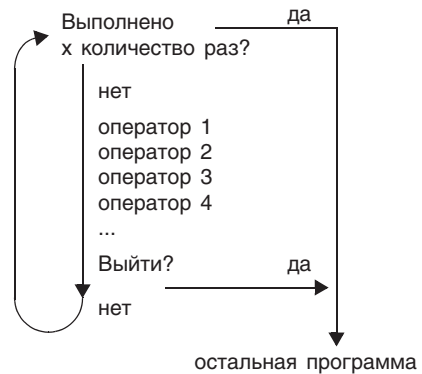 Выполнено
да
x количество раз?
нет
оператор 1
оператор 2
оператор 3
оператор 4
...
Выйти?
да
нет
остальная программа